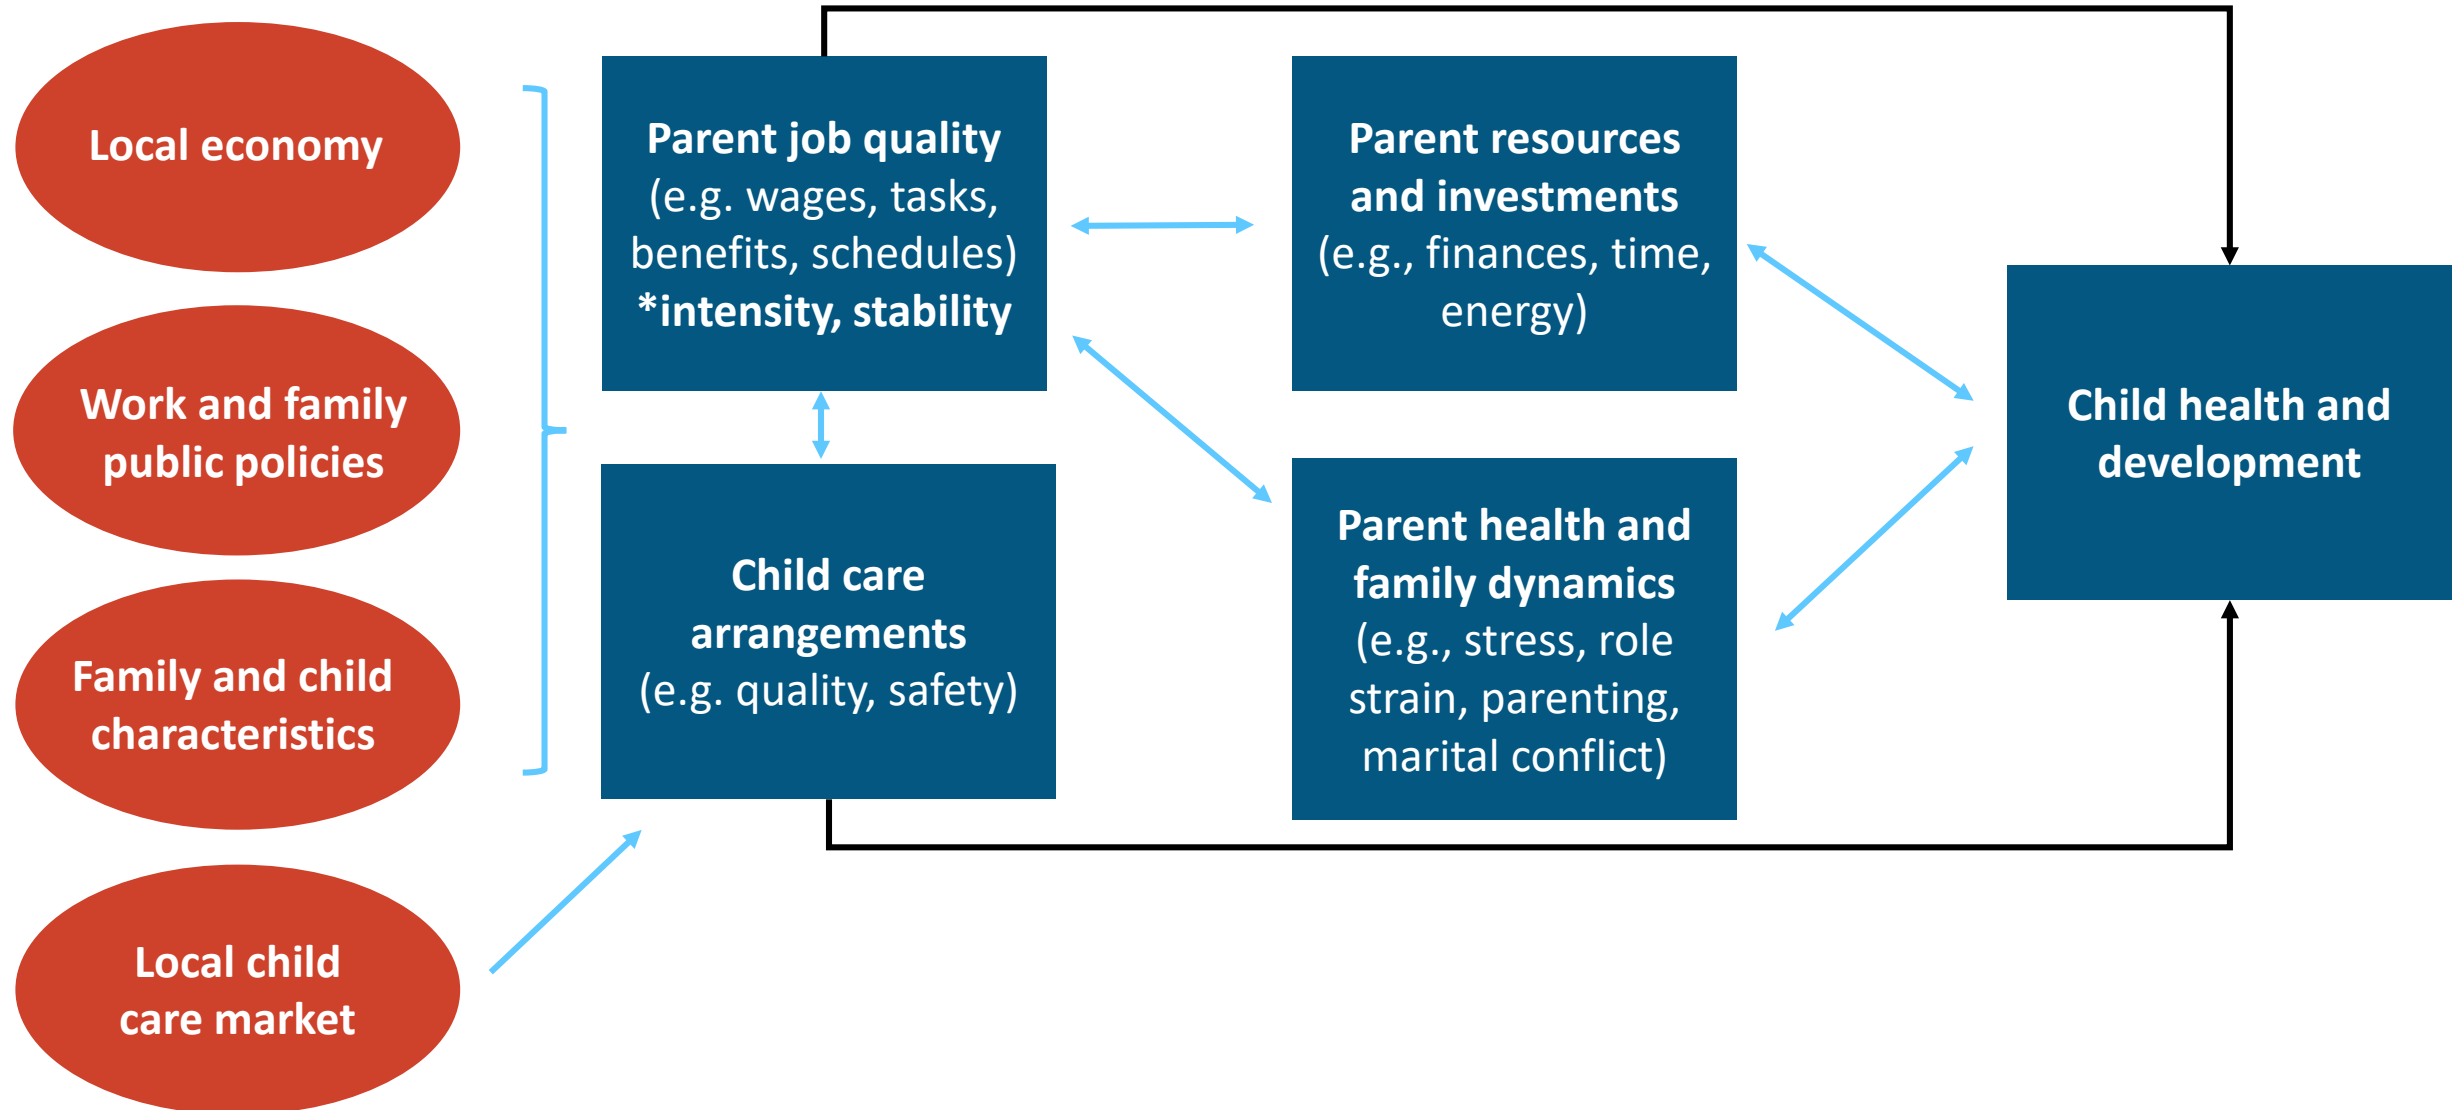 Local economy
Work and family
public policies
Family and child
characteristics
Local child
care market
Parent job quality
(e.g. wages, tasks,
benefits, schedules)
*intensity, stability
Child care
arrangements
(e.g. quality, safety)
Parent resources
and investments
(e.g., finances, time,
energy)
Parent health and
family dynamics
(e.g., stress, role
strain, parenting,
marital conflict)
Child health and
development